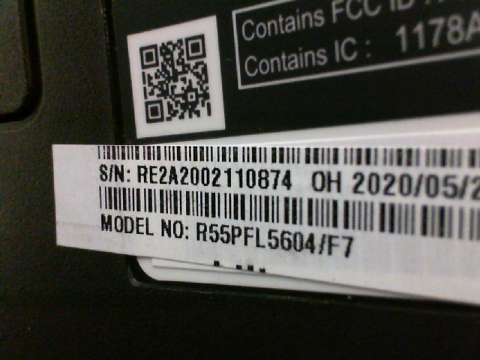 Contains FCC ID
Contains IC : 1178A
S/N: RE2A2002110874 OH 2020/05/2
MODEL NO: R55PFL5604/F7